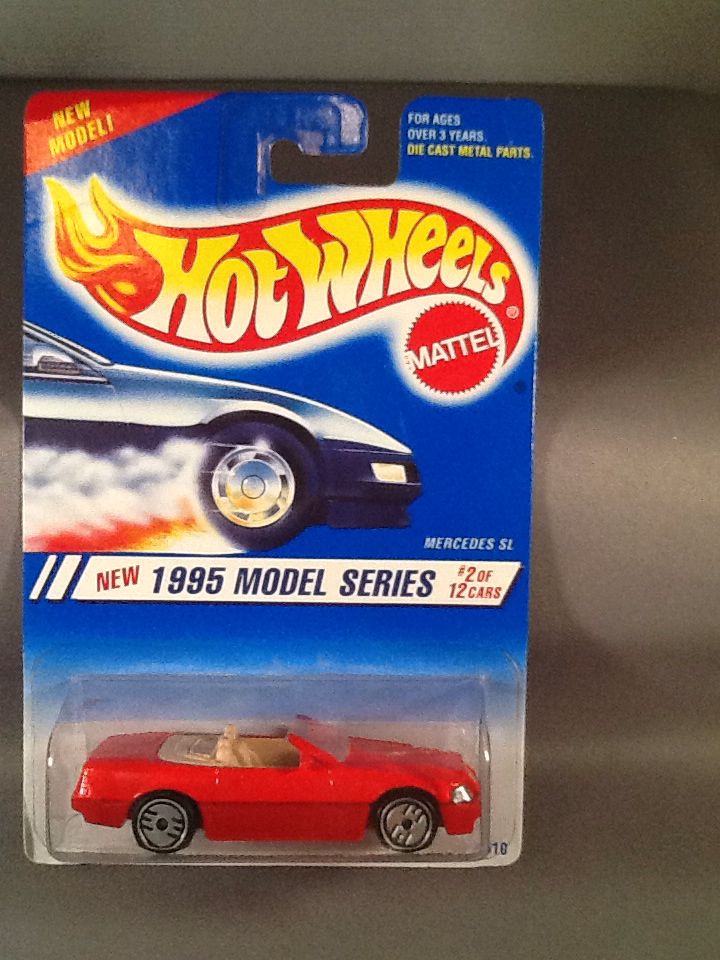 NEW
MODEL!
FOR AGES
OVER 3 YEARS.
DIE CAST METAL PARTS.
HOT WHEELS®
MATTEL
MERCEDES SL
NEW 1995 MODEL SERIES #2 OF
12 CARS